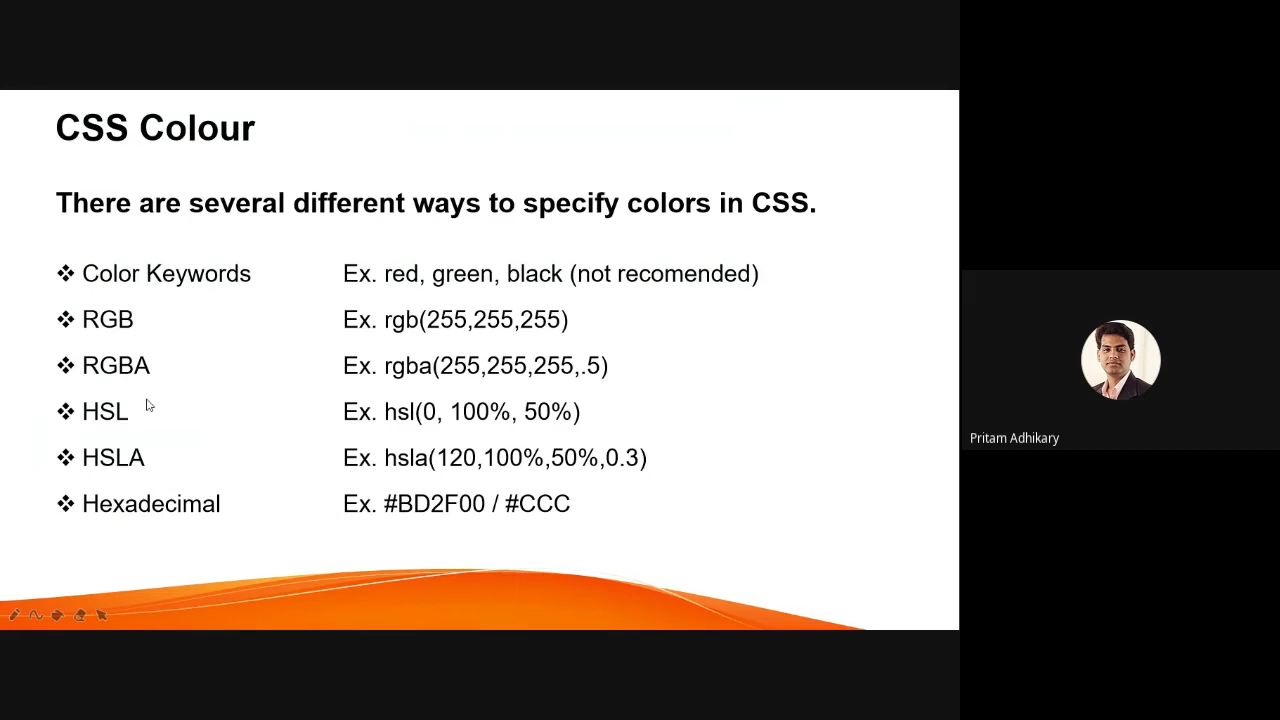 CSS Colour
There are several different ways to specify colors in CSS.
❖ Color Keywords Ex. red, green, black (not recomended)
❖ RGB Ex. rgb(255,255,255)
❖ RGBA Ex. rgba(255,255,255,.5)
❖ HSL Ex. hsl(0, 100%, 50%)
❖ HSLA Ex. hsla(120,100%,50%,0.3)
❖ Hexadecimal Ex. #BD2F00 / #CCC
Pritam Adhikary